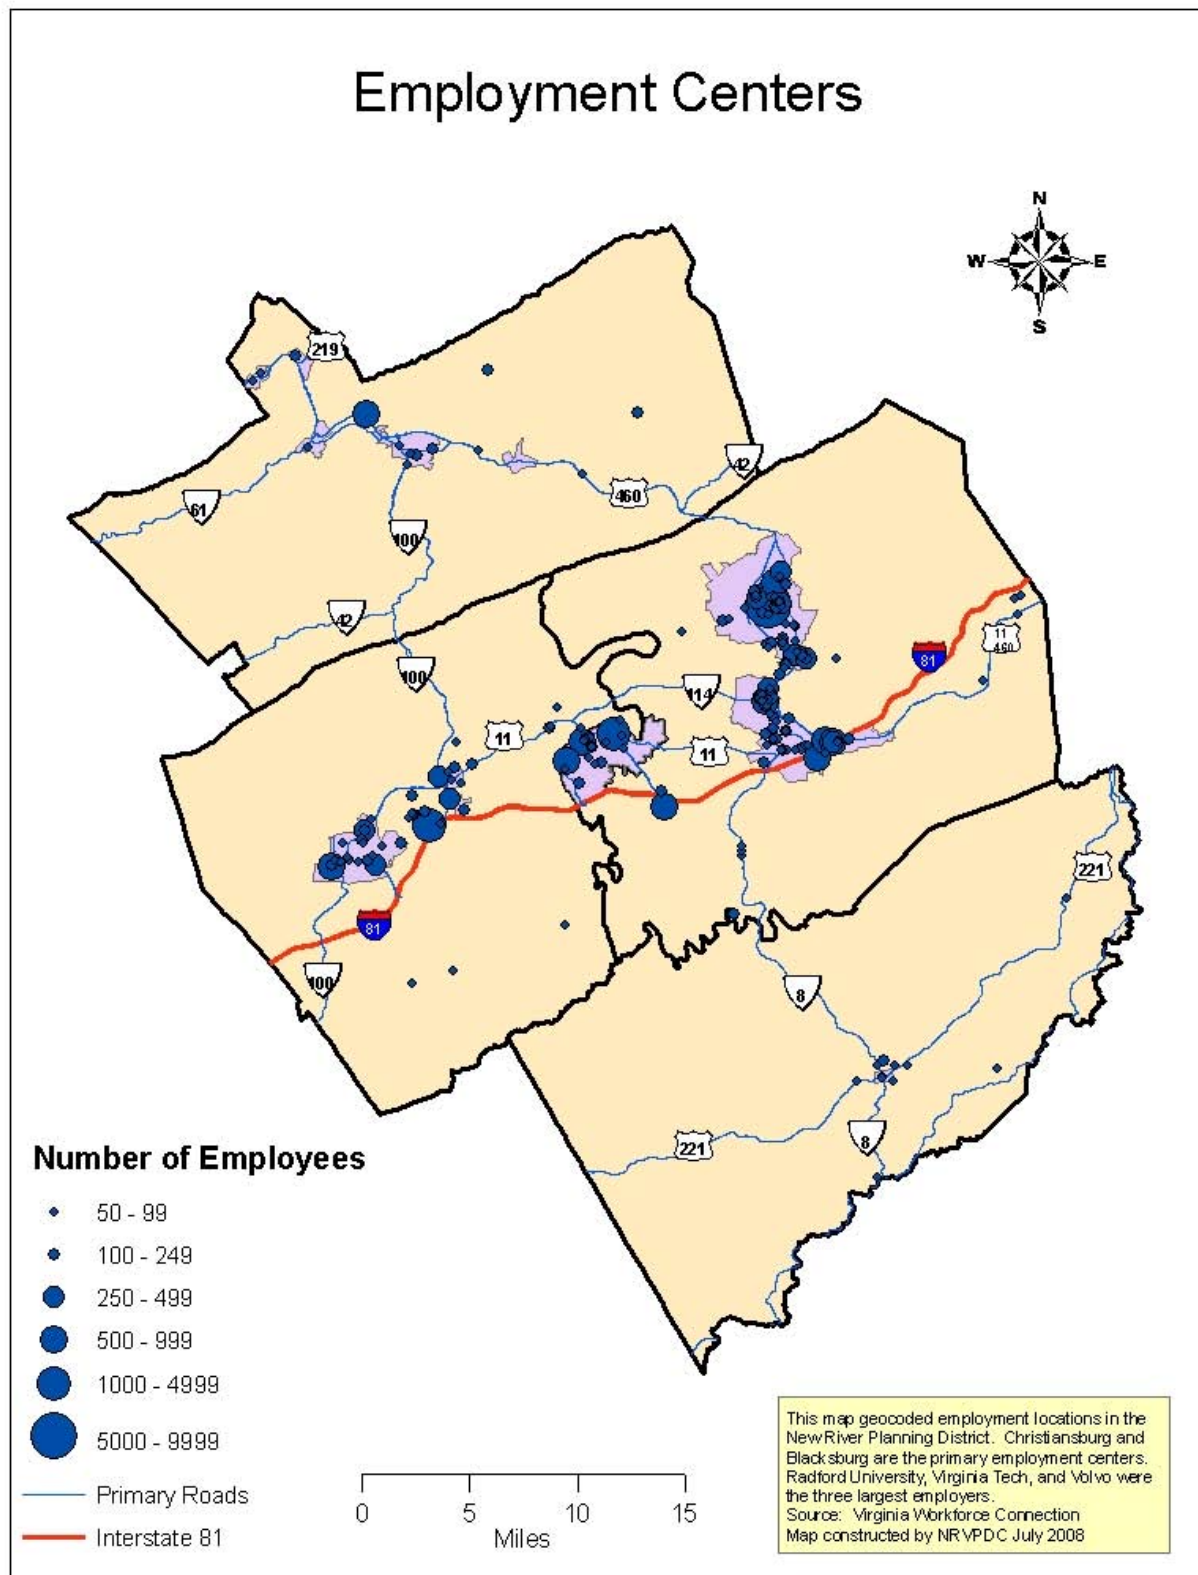 Employment Centers
N
W E
S
219
42
460
61
100
42
11
460
81
100
114
11
11
221
81
100
8
221
8
Number of Employees
50 - 99
100 - 249
250 - 499
500 - 999
1000 - 4999
5000 - 9999
Primary Roads
Interstate 81
0 5 10 15
Miles
This map geocoded employment locations in the
New River Planning District. Christiansburg and
Blacksburg are the primary employment centers.
Radford University, Virginia Tech, and Volvo were
the three largest employers.
Source: Virginia Workforce Connection
Map constructed by NRVPDC July 2008